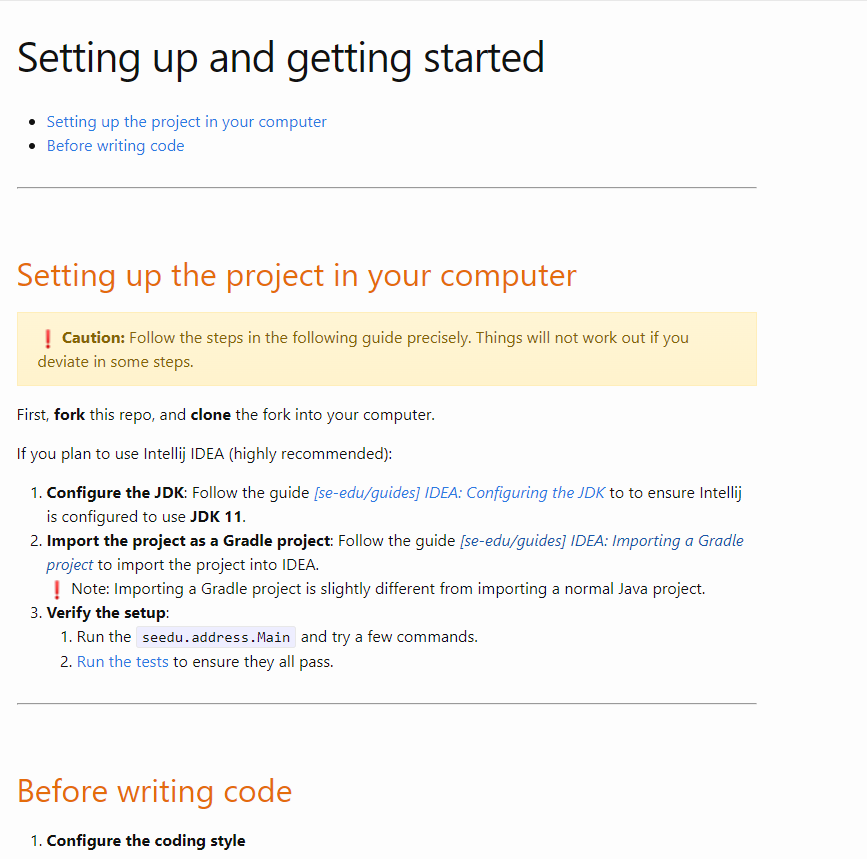 Setting up and getting started
• Setting up the project in your computer
• Before writing code
Setting up the project in your computer
❗ Caution: Follow the steps in the following guide precisely. Things will not work out if you
deviate in some steps.
First, fork this repo, and clone the fork into your computer.
If you plan to use Intellij IDEA (highly recommended):
1. Configure the JDK: Follow the guide [se-edu/guides] IDEA: Configuring the JDK to to ensure Intellij
is configured to use JDK 11.
2. Import the project as a Gradle project: Follow the guide [se-edu/guides] IDEA: Importing a Gradle
project to import the project into IDEA.
❗ Note: Importing a Gradle project is slightly different from importing a normal Java project.
3. Verify the setup:
1. Run the seedu.address.Main and try a few commands.
2. Run the tests to ensure they all pass.
Before writing code
1. Configure the coding style